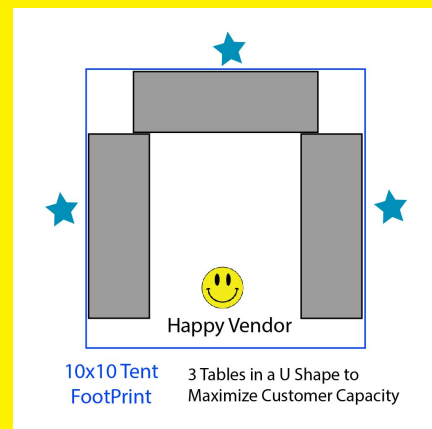 Happy Vendor
10x10 Tent
FootPrint
3 Tables in a U Shape to
Maximize Customer Capacity